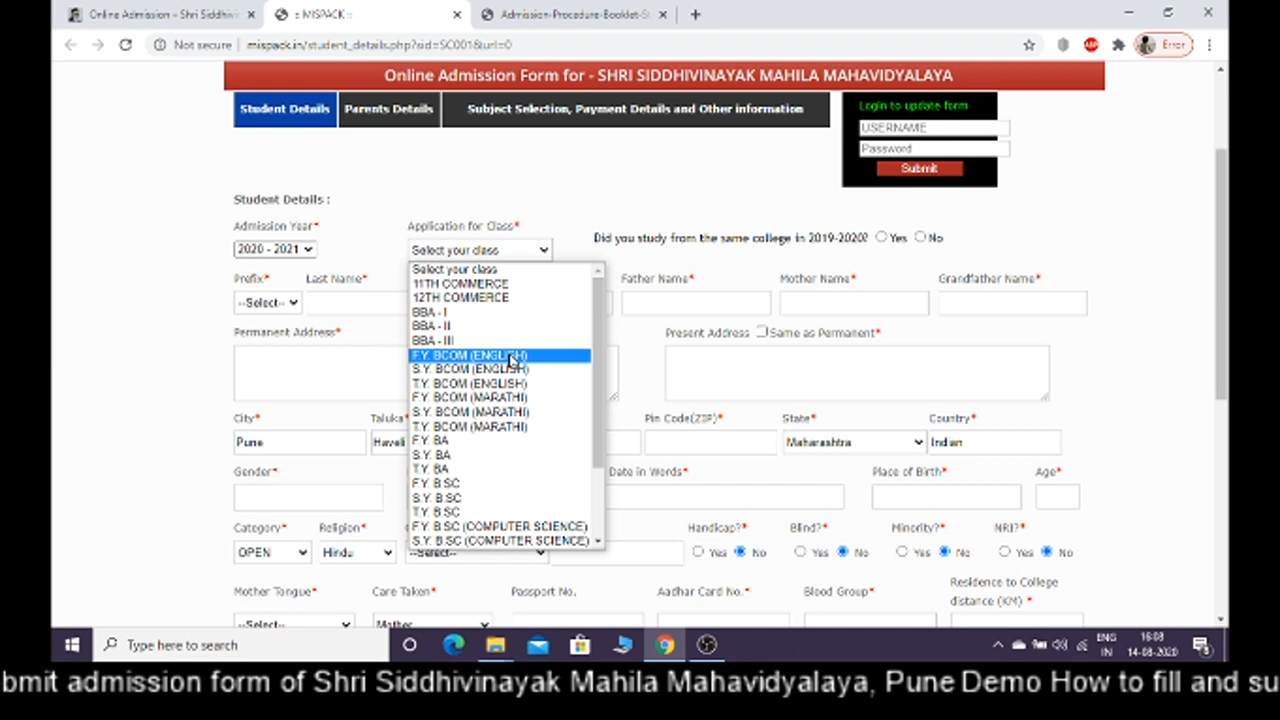 Online Admission – Shri Siddhiv
:: MISPACK ::
Admission-Procedure-Booklet-S
Not secure | mispack.in/student_details.php?sid=SC001&url=0
Error
Online Admission Form for - SHRI SIDDHIVINAYAK MAHILA MAHAVIDYALAYA
Student Details Parents Details Subject Selection, Payment Details and Other information
Login to update form
USERNAME
Password
Submit
Student Details :
Admission Year* Application for Class*
2020 - 2021 Select your class Did you study from the same college in 2019-2020? Yes No
Select your class
11TH COMMERCE
12TH COMMERCE
BBA - I
BBA - II
BBA - III
F.Y. BCOM (ENGLISH)
S.Y. BCOM (ENGLISH)
T.Y. BCOM (ENGLISH)
F.Y. BCOM (MARATHI)
S.Y. BCOM (MARATHI)
T.Y. BCOM (MARATHI)
F.Y. BA
S.Y. BA
T.Y. BA
F.Y. B.SC
S.Y. B.SC
T.Y. B.SC
F.Y. B.SC (COMPUTER SCIENCE)
S.Y. B.SC (COMPUTER SCIENCE)
Prefix* Last Name* Father Name* Mother Name* Grandfather Name*
--Select--
Permanent Address* Present Address Same as Permanent*
City* Taluka* Pin Code(ZIP)* State* Country*
Pune Haveli Maharashtra Indian
Gender* Date in Words* Place of Birth* Age*
Category* Religion* Handicap?* Blind?* Minority?* NRI?*
OPEN Hindu --Select-- Yes No Yes No Yes No Yes No
Mother Tongue* Care Taken* Passport No. Aadhar Card No.* Blood Group* Residence to College
distance (KM) *
--Select-- Mother
Type here to search
ENG
IN
16:08
14-08-2020
bmit admission form of Shri Siddhivinayak Mahila Mahavidyalaya, Pune Demo How to fill and su